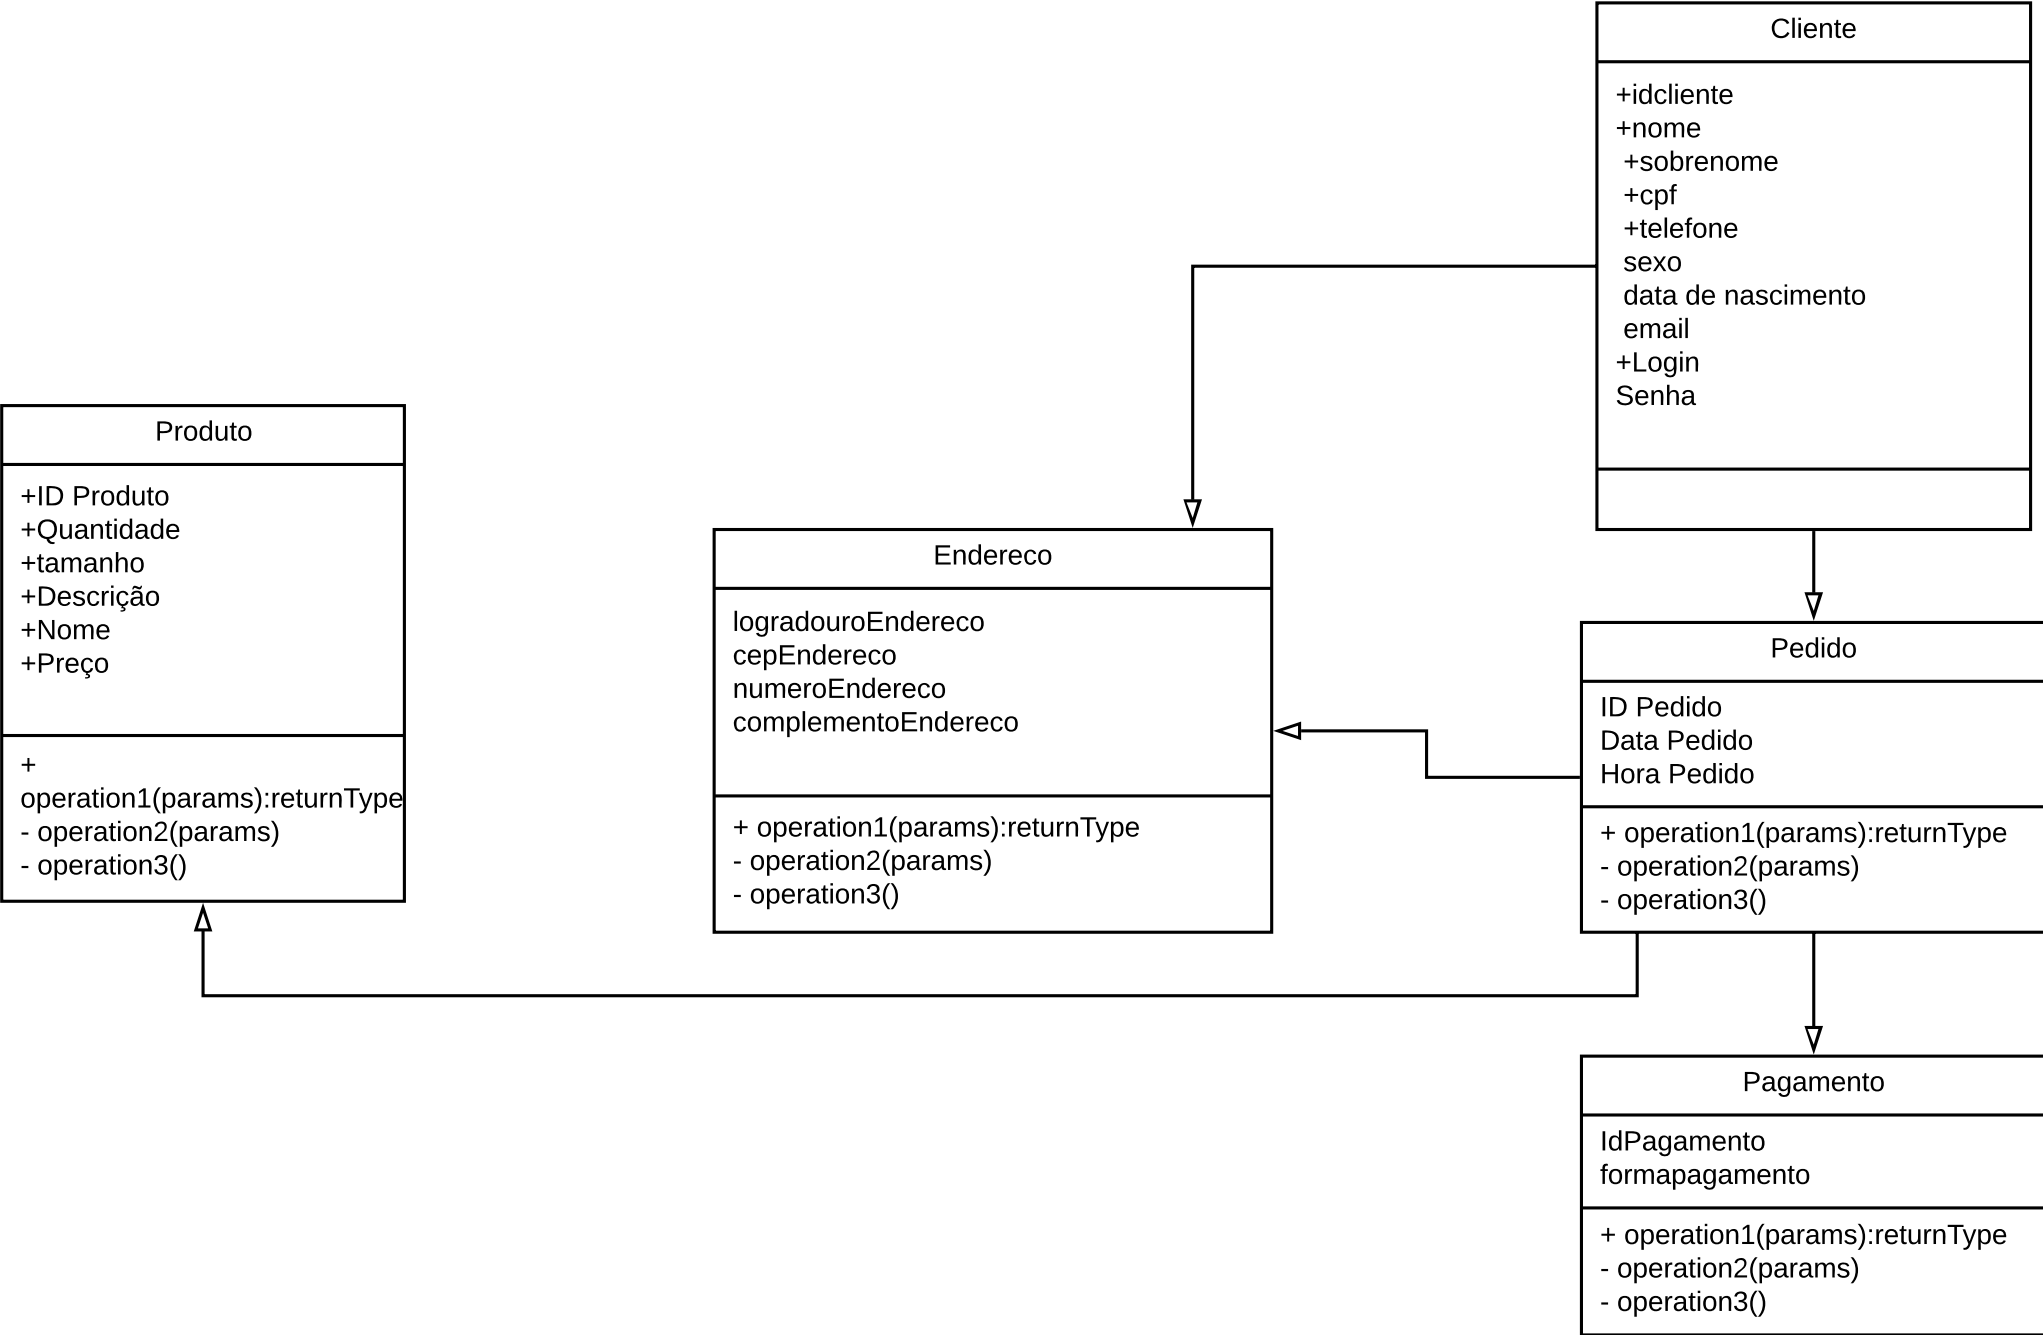 Cliente
+idcliente
+nome
+sobrenome
+cpf
+telefone
sexo
data de nascimento
email
+Login
Senha
Produto
+ID Produto
+Quantidade
+tamanho
+Descrição
+Nome
+Preço
+
operation1(params):returnType
- operation2(params)
- operation3()
Endereco
logradouroEndereco
cepEndereco
numeroEndereco
complementoEndereco
+ operation1(params):returnType
- operation2(params)
- operation3()
Pedido
ID Pedido
Data Pedido
Hora Pedido
+ operation1(params):returnType
- operation2(params)
- operation3()
Pagamento
IdPagamento
formapagamento
+ operation1(params):returnType
- operation2(params)
- operation3()